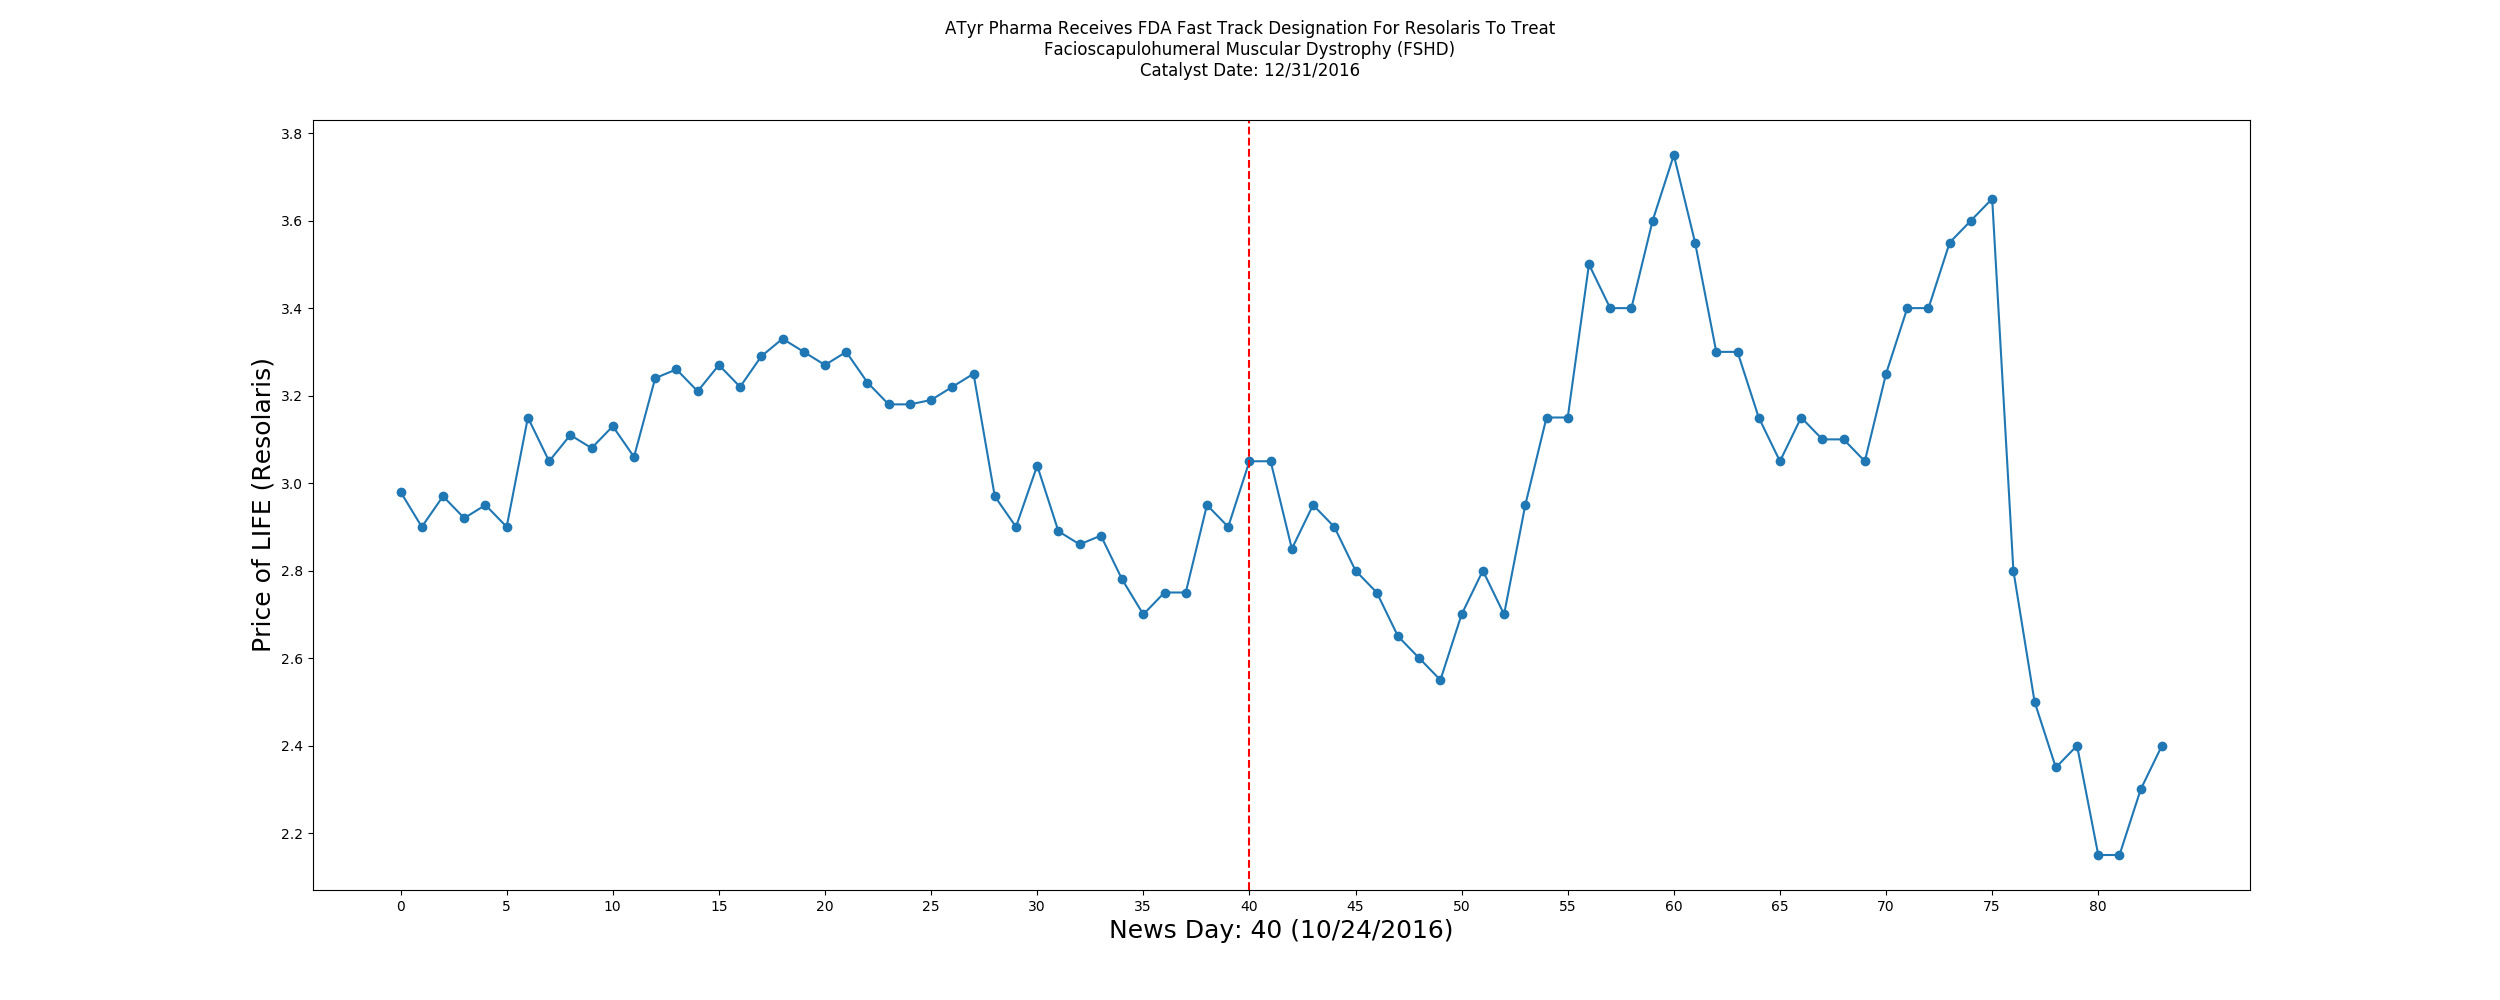 ATyr Pharma Receives FDA Fast Track Designation For Resolaris To Treat
Facioscapulohumeral Muscular Dystrophy (FSHD)
Catalyst Date: 12/31/2016
Price of LIFE (Resolaris)
3.8
3.6
3.4
3.2
3.0
2.8
2.6
2.4
2.2
0 5 10 15 20 25 30 35 40 45 50 55 60 65 70 75 80
News Day: 40 (10/24/2016)